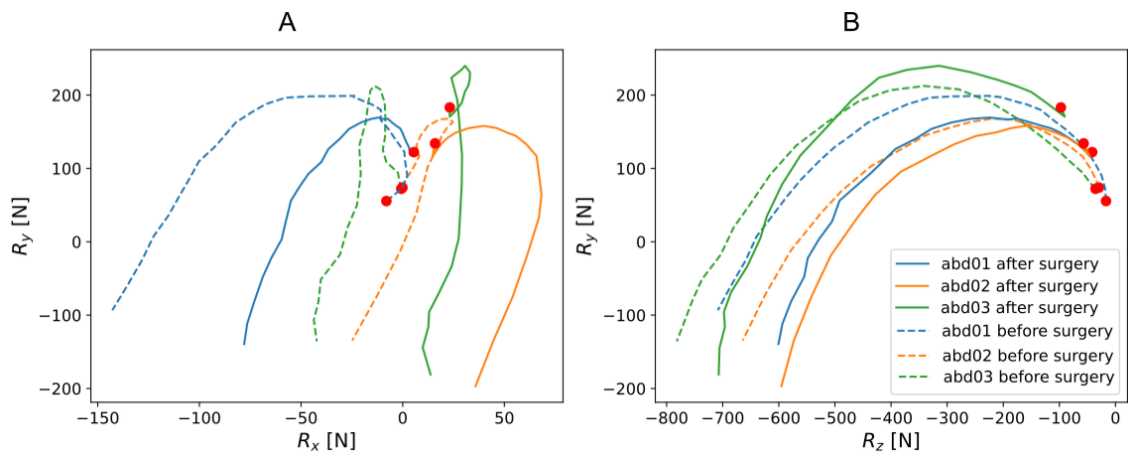 A
B
200
100
0
−100
−200
R_y [N]
−150
−100
−50
0
50
R_x [N]
200
100
0
−100
−200
R_y [N]
−800
−700
−600
−500
−400
−300
−200
−100
0
R_z [N]
abd01 after surgery
abd02 after surgery
abd03 after surgery
abd01 before surgery
abd02 before surgery
abd03 before surgery